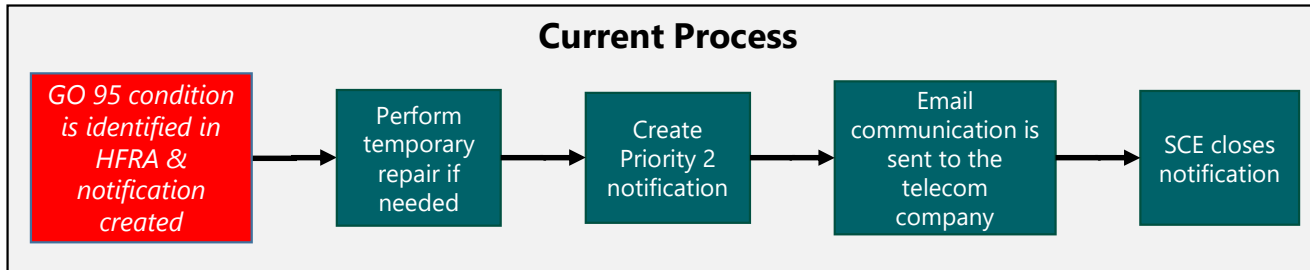 Current Process
GO 95 condition
is identified in
HFRA &
notification
created
Perform
temporary
repair if
needed
Create
Priority 2
notification
Email
communication is
sent to the
telecom
company
SCE closes
notification